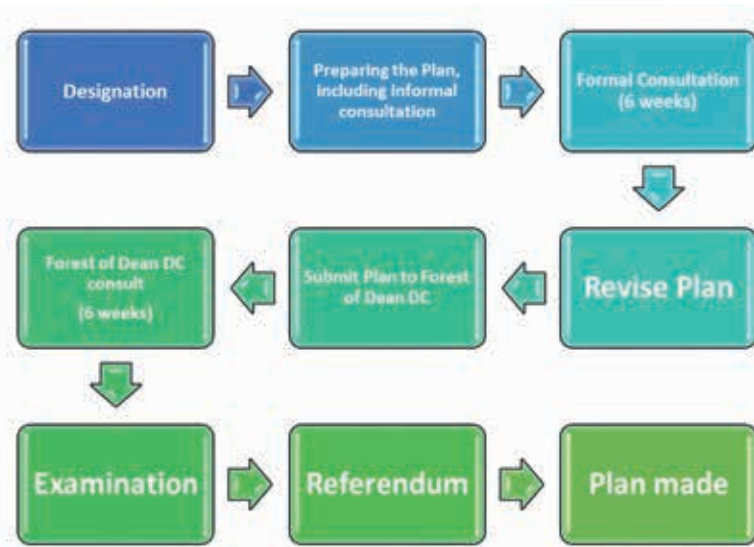 Designation
Preparing the Plan,
including Informal
consultation
Formal Consultation
(6 weeks)
Revise Plan
Submit Plan to Forest
of Dean DC
Forest of Dean DC
consult
(6 weeks)
Examination
Referendum
Plan made